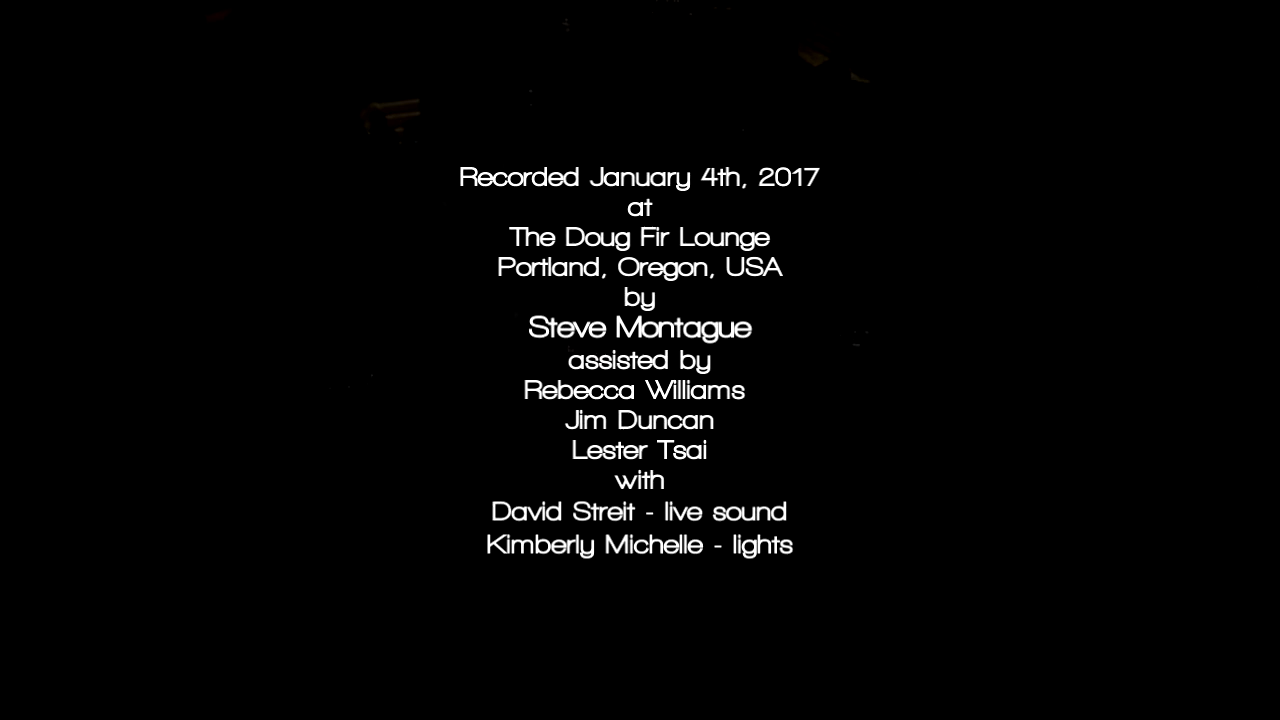 Recorded January 4th, 2017
at
The Doug Fir Lounge
Portland, Oregon, USA
by
Steve Montague
assisted by
Rebecca Williams
Jim Duncan
Lester Tsai
with
David Streit - live sound
Kimberly Michelle - lights